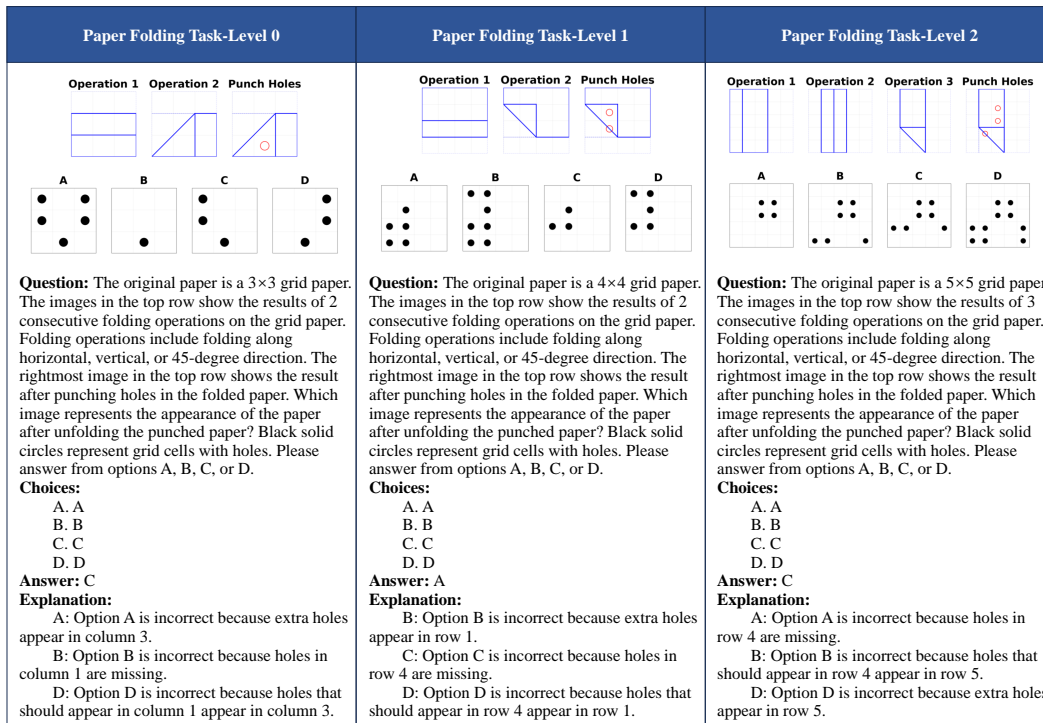 Paper Folding Task-Level 0
Operation 1 Operation 2 Punch Holes
A B C D
Question: The original paper is a 3×3 grid paper.
The images in the top row show the results of 2
consecutive folding operations on the grid paper.
Folding operations include folding along
horizontal, vertical, or 45-degree direction. The
rightmost image in the top row shows the result
after punching holes in the folded paper. Which
image represents the appearance of the paper
after unfolding the punched paper? Black solid
circles represent grid cells with holes. Please
answer from options A, B, C, or D.
Choices:
A. A
B. B
C. C
D. D
Answer: C
Explanation:
A: Option A is incorrect because extra holes
appear in column 3.
B: Option B is incorrect because holes in
column 1 are missing.
D: Option D is incorrect because holes that
should appear in column 1 appear in column 3.
Paper Folding Task-Level 1
Operation 1 Operation 2 Punch Holes
A B C D
Question: The original paper is a 4×4 grid paper.
The images in the top row show the results of 2
consecutive folding operations on the grid paper.
Folding operations include folding along
horizontal, vertical, or 45-degree direction. The
rightmost image in the top row shows the result
after punching holes in the folded paper. Which
image represents the appearance of the paper
after unfolding the punched paper? Black solid
circles represent grid cells with holes. Please
answer from options A, B, C, or D.
Choices:
A. A
B. B
C. C
D. D
Answer: A
Explanation:
B: Option B is incorrect because extra holes
appear in row 1.
C: Option C is incorrect because holes in
row 4 are missing.
D: Option D is incorrect because holes that
should appear in row 4 appear in row 1.
Paper Folding Task-Level 2
Operation 1 Operation 2 Operation 3 Punch Holes
A B C D
Question: The original paper is a 5×5 grid paper.
The images in the top row show the results of 3
consecutive folding operations on the grid paper.
Folding operations include folding along
horizontal, vertical, or 45-degree direction. The
rightmost image in the top row shows the result
after punching holes in the folded paper. Which
image represents the appearance of the paper
after unfolding the punched paper? Black solid
circles represent grid cells with holes. Please
answer from options A, B, C, or D.
Choices:
A. A
B. B
C. C
D. D
Answer: C
Explanation:
A: Option A is incorrect because holes in
row 4 are missing.
B: Option B is incorrect because holes that
should appear in row 4 appear in row 5.
D: Option D is incorrect because extra holes
appear in row 5.